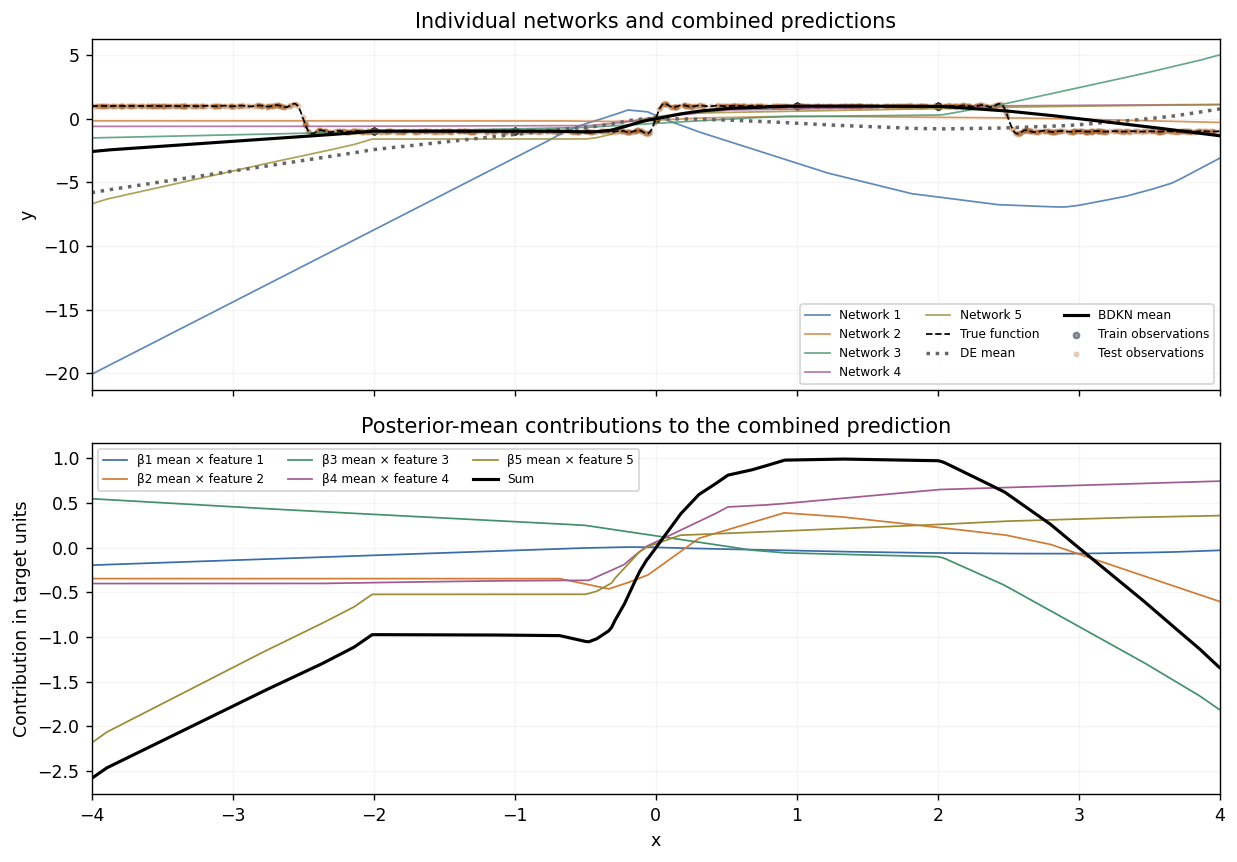 Individual networks and combined predictions
5
0
−5
−10
−15
−20
y
Network 1
Network 2
Network 3
Network 4
Network 5
True function
DE mean
BDKN mean
Train observations
Test observations
Posterior-mean contributions to the combined prediction
1.0
0.5
0.0
−0.5
−1.0
−1.5
−2.0
−2.5
Contribution in target units
β1 mean × feature 1
β2 mean × feature 2
β3 mean × feature 3
β4 mean × feature 4
β5 mean × feature 5
Sum
−4
−3
−2
−1
0
1
2
3
4
x